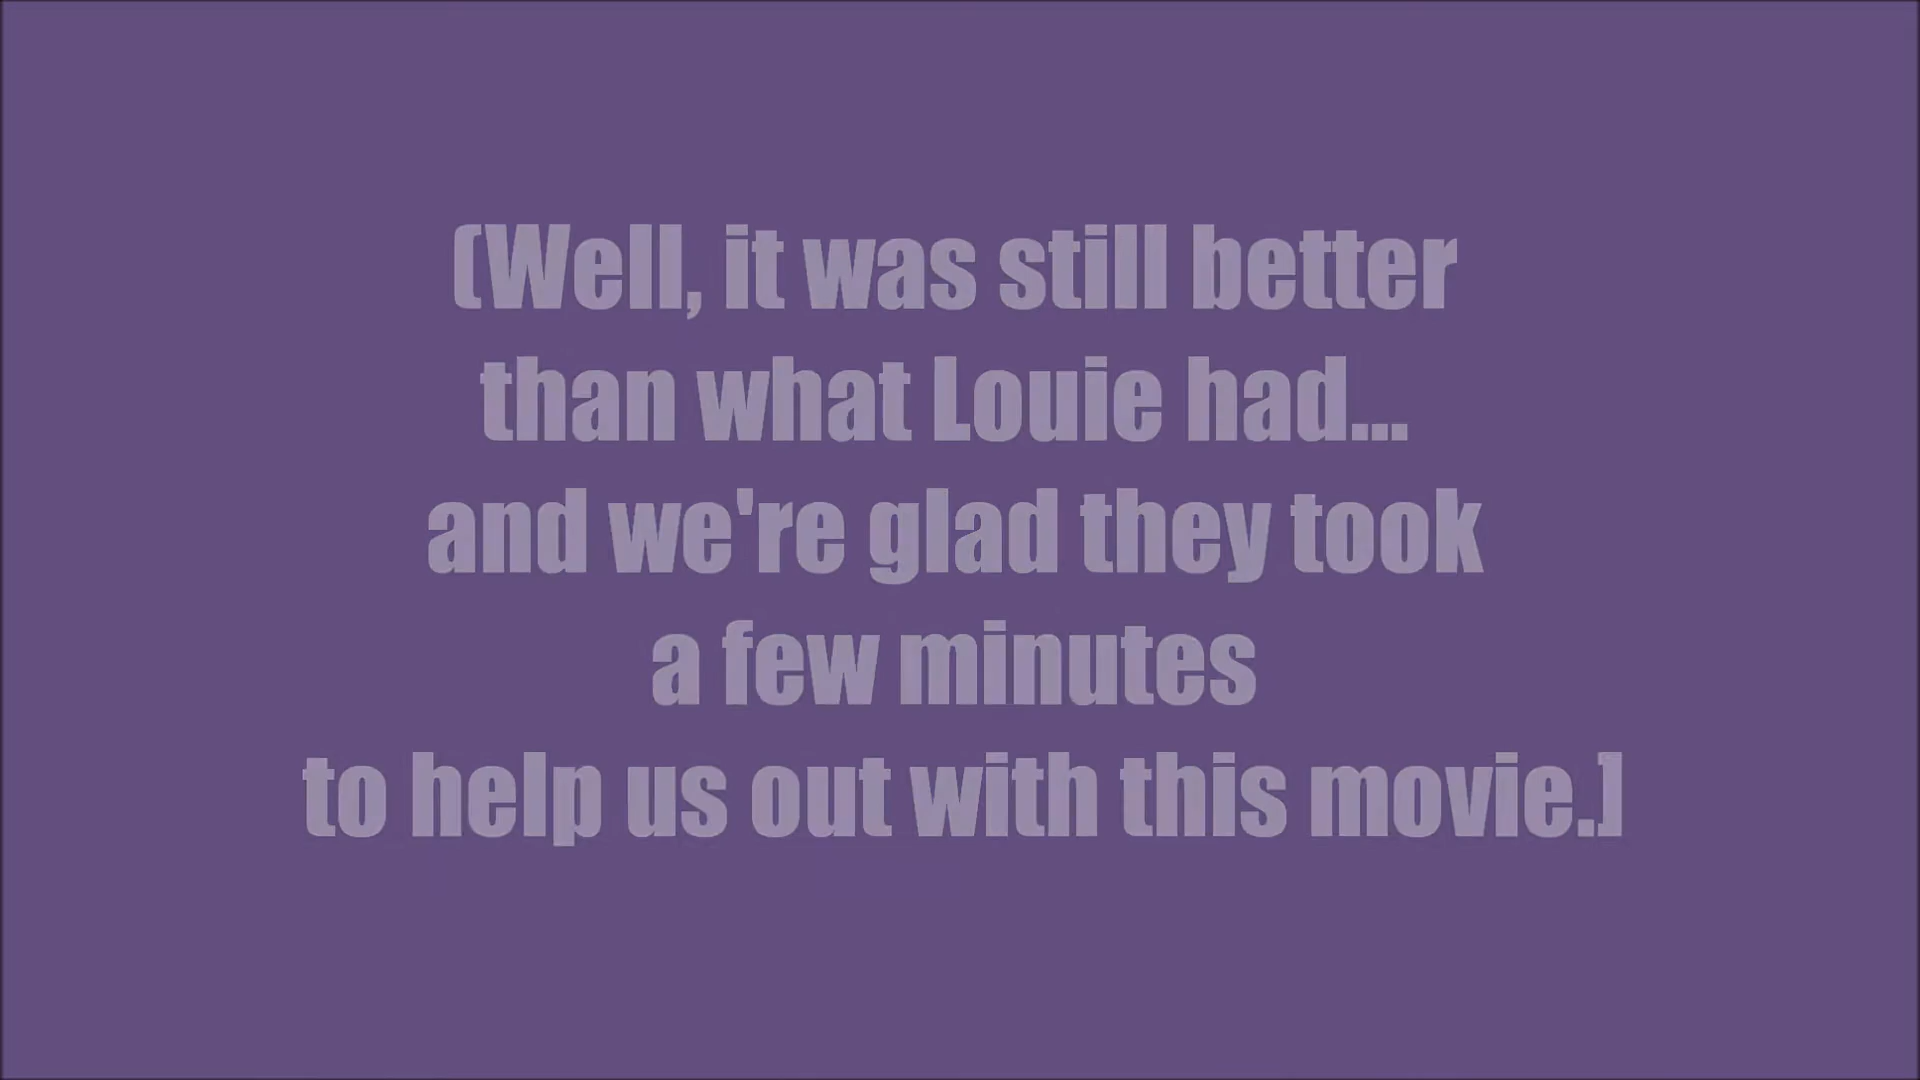 (Well, it was still better
than what Louie had...
and we're glad they took
a few minutes
to help us out with this movie.]